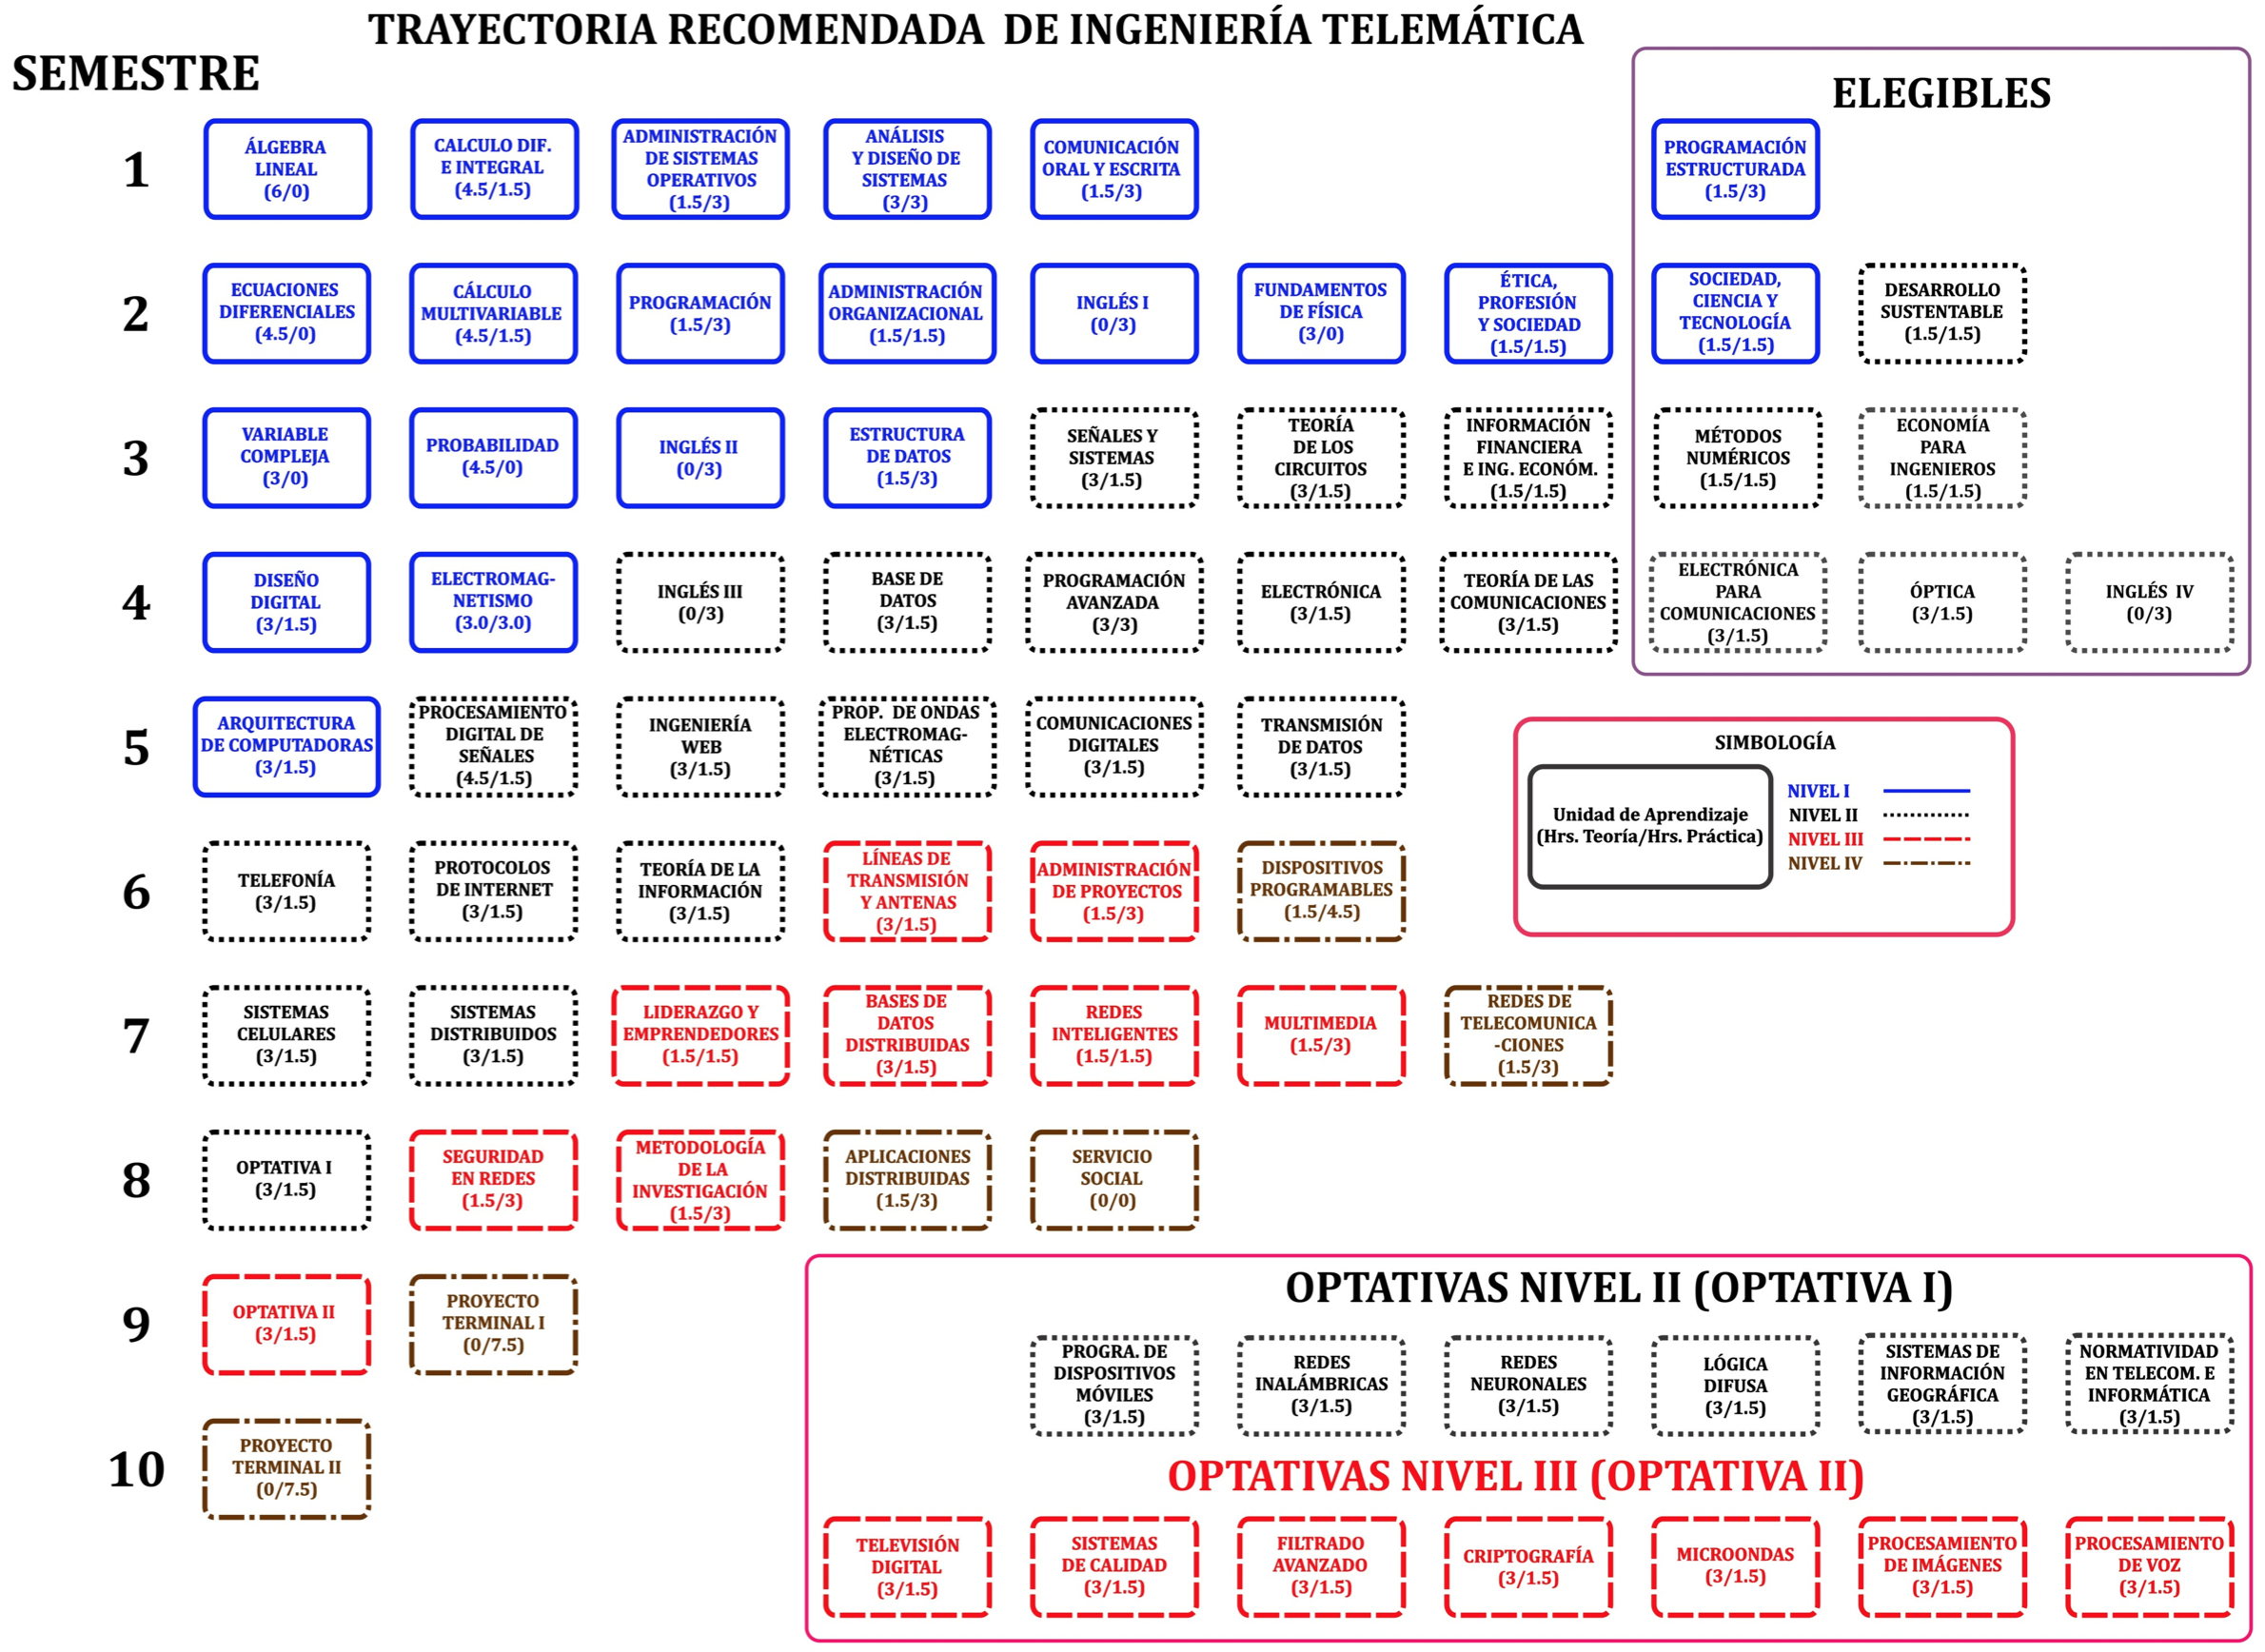 TRAYECTORIA RECOMENDADA DE INGENIERÍA TELEMÁTICA
SEMESTRE
ELEGIBLES
1
ÁLGEBRA
LINEAL
(6/0)
CALCULO DIF.
E INTEGRAL
(4.5/1.5)
ADMINISTRACIÓN
DE SISTEMAS
OPERATIVOS
(1.5/3)
ANÁLISIS
Y DISEÑO DE
SISTEMAS
(3/3)
COMUNICACIÓN
ORAL Y ESCRITA
(1.5/3)
PROGRAMACIÓN
ESTRUCTURADA
(1.5/3)
2
ECUACIONES
DIFERENCIALES
(4.5/0)
CÁLCULO
MULTIVARIABLE
(4.5/1.5)
PROGRAMACIÓN
(1.5/3)
ADMINISTRACIÓN
ORGANIZACIONAL
(1.5/1.5)
INGLÉS I
(0/3)
FUNDAMENTOS
DE FÍSICA
(3/0)
ÉTICA,
PROFESIÓN
Y SOCIEDAD
(1.5/1.5)
SOCIEDAD,
CIENCIA Y
TECNOLOGÍA
(1.5/1.5)
DESARROLLO
SUSTENTABLE
(1.5/1.5)
3
VARIABLE
COMPLEJA
(3/0)
PROBABILIDAD
(4.5/0)
INGLÉS II
(0/3)
ESTRUCTURA
DE DATOS
(1.5/3)
SEÑALES Y
SISTEMAS
(3/1.5)
TEORÍA
DE LOS
CIRCUITOS
(3/1.5)
INFORMACIÓN
FINANCIERA
E ING. ECONÓM.
(1.5/1.5)
MÉTODOS
NUMÉRICOS
(1.5/1.5)
ECONOMÍA
PARA
INGENIEROS
(1.5/1.5)
4
DISEÑO
DIGITAL
(3/1.5)
ELECTROMAG-
NETISMO
(3.0/3.0)
INGLÉS III
(0/3)
BASE DE
DATOS
(3/1.5)
PROGRAMACIÓN
AVANZADA
(3/3)
ELECTRÓNICA
(3/1.5)
TEORÍA DE LAS
COMUNICACIONES
(3/1.5)
ELECTRÓNICA
PARA
COMUNICACIONES
(3/1.5)
ÓPTICA
(3/1.5)
INGLÉS IV
(0/3)
5
ARQUITECTURA
DE COMPUTADORAS
(3/1.5)
PROCESAMIENTO
DIGITAL DE
SEÑALES
(4.5/1.5)
INGENIERÍA
WEB
(3/1.5)
PROP. DE ONDAS
ELECTROMAG-
NÉTICAS
(3/1.5)
COMUNICACIONES
DIGITALES
(3/1.5)
TRANSMISIÓN
DE DATOS
(3/1.5)
SIMBOLOGÍA
Unidad de Aprendizaje
(Hrs. Teoría/Hrs. Práctica)
NIVEL I
NIVEL II
NIVEL III
NIVEL IV
6
TELEFONÍA
(3/1.5)
PROTOCOLOS
DE INTERNET
(3/1.5)
TEORÍA DE LA
INFORMACIÓN
(3/1.5)
LÍNEAS DE
TRANSMISIÓN
Y ANTENAS
(3/1.5)
ADMINISTRACIÓN
DE PROYECTOS
(1.5/3)
DISPOSITIVOS
PROGRAMABLES
(1.5/4.5)
7
SISTEMAS
CELULARES
(3/1.5)
SISTEMAS
DISTRIBUIDOS
(3/1.5)
LIDERAZGO Y
EMPRENDEDORES
(1.5/1.5)
BASES DE
DATOS
DISTRIBUIDAS
(3/1.5)
REDES
INTELIGENTES
(1.5/1.5)
MULTIMEDIA
(1.5/3)
REDES DE
TELECOMUNICA
-CIONES
(1.5/3)
8
OPTATIVA I
(3/1.5)
SEGURIDAD
EN REDES
(1.5/3)
METODOLOGÍA
DE LA
INVESTIGACIÓN
(1.5/3)
APLICACIONES
DISTRIBUIDAS
(1.5/3)
SERVICIO
SOCIAL
(0/0)
9
OPTATIVA II
(3/1.5)
PROYECTO
TERMINAL I
(0/7.5)
10
PROYECTO
TERMINAL II
(0/7.5)
OPTATIVAS NIVEL II (OPTATIVA I)
PROGRA. DE
DISPOSITIVOS
MÓVILES
(3/1.5)
REDES
INALÁMBRICAS
(3/1.5)
REDES
NEURONALES
(3/1.5)
LÓGICA
DIFUSA
(3/1.5)
SISTEMAS DE
INFORMACIÓN
GEOGRÁFICA
(3/1.5)
NORMATIVIDAD
EN TELECOM. E
INFORMÁTICA
(3/1.5)
OPTATIVAS NIVEL III (OPTATIVA II)
TELEVISIÓN
DIGITAL
(3/1.5)
SISTEMAS
DE CALIDAD
(3/1.5)
FILTRADO
AVANZADO
(3/1.5)
CRIPTOGRAFÍA
(3/1.5)
MICROONDAS
(3/1.5)
PROCESAMIENTO
DE IMÁGENES
(3/1.5)
PROCESAMIENTO
DE VOZ
(3/1.5)